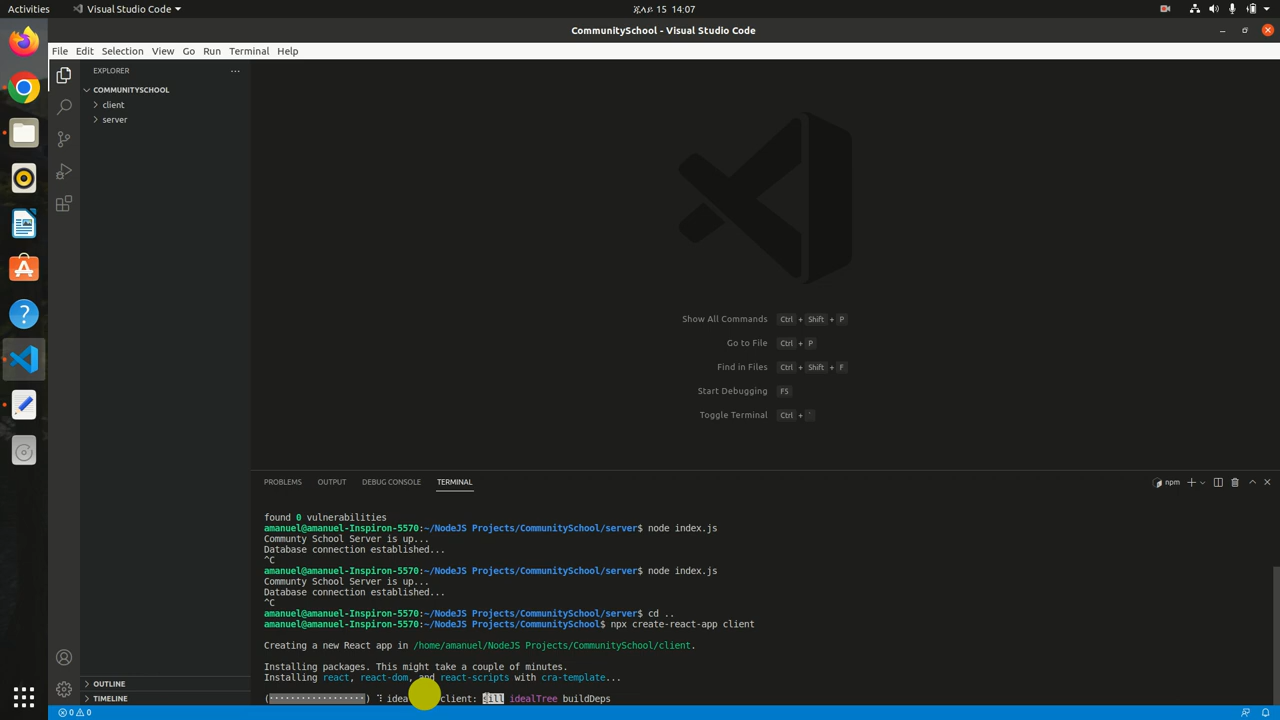 Activities
Visual Studio Code
15 14:07
CommunitySchool - Visual Studio Code
File Edit Selection View Go Run Terminal Help
EXPLORER
COMMUNITYSCHOOL
client
server
Show All Commands Ctrl + Shift + P
Go to File Ctrl + P
Find in Files Ctrl + Shift + F
Start Debugging F5
Toggle Terminal Ctrl + `
PROBLEMS OUTPUT DEBUG CONSOLE TERMINAL
npm
found 0 vulnerabilities
amanuel@amanuel-Inspiron-5570:~/NodeJS Projects/CommunitySchool/server$ node index.js
Communty School Server is up...
Database connection established...
^C
amanuel@amanuel-Inspiron-5570:~/NodeJS Projects/CommunitySchool/server$ node index.js
Communty School Server is up...
Database connection established...
^C
amanuel@amanuel-Inspiron-5570:~/NodeJS Projects/CommunitySchool/server$ cd ..
amanuel@amanuel-Inspiron-5570:~/NodeJS Projects/CommunitySchool$ npx create-react-app client
Creating a new React app in /home/amanuel/NodeJS Projects/CommunitySchool/client.
Installing packages. This might take a couple of minutes.
Installing react, react-dom, and react-scripts with cra-template...
client: sill idealTree buildDeps
OUTLINE
TIMELINE
0 0